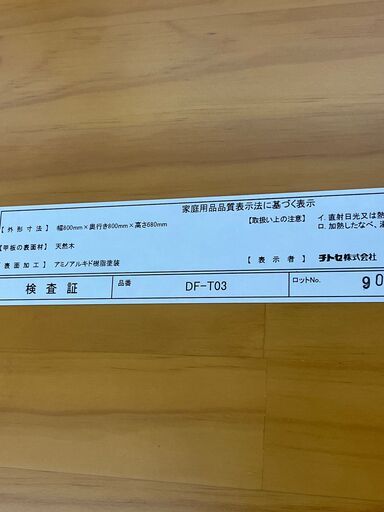 家庭用品品質表示法に基づく表示
【外形寸法】 幅800mm×奥行き800mm×高さ680mm 【取扱い上の注意】 イ. 直射日光又は熱
ロ. 加熱したなべ、
【甲板の表面材】 天然木
【表面加工】 アミノアルキド樹脂塗装 【表示者】 チトセ株式会社
検査証 品番 DF-T03 ロットNo. 90